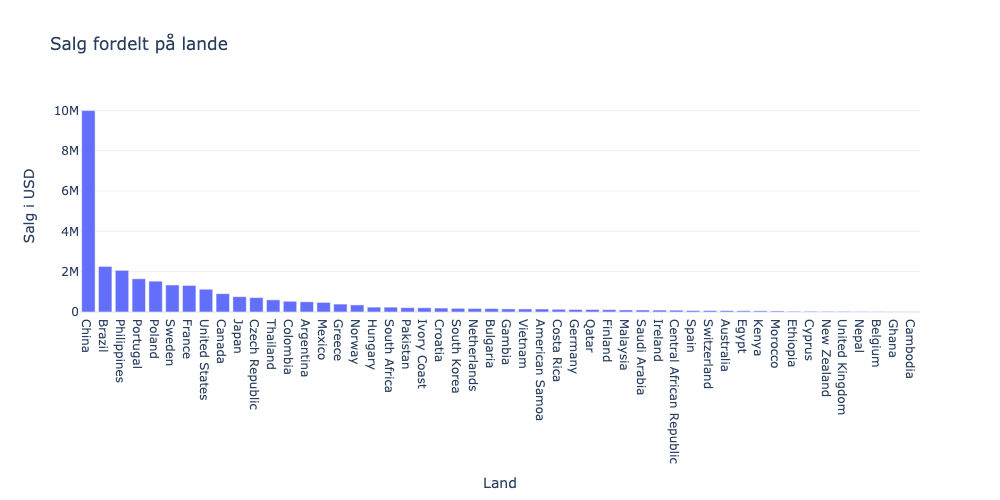 Salg fordelt på lande
Salg i USD
10M
8M
6M
4M
2M
0
China
Brazil
Philippines
Portugal
Poland
Sweden
France
United States
Canada
Japan
Czech Republic
Thailand
Colombia
Argentina
Mexico
Greece
Norway
Hungary
South Africa
Pakistan
Ivory Coast
Croatia
South Korea
Netherlands
Bulgaria
Gambia
Vietnam
American Samoa
Costa Rica
Germany
Qatar
Finland
Malaysia
Saudi Arabia
Ireland
Central African Republic
Spain
Switzerland
Australia
Egypt
Kenya
Morocco
Ethiopia
Cyprus
New Zealand
United Kingdom
Nepal
Belgium
Ghana
Cambodia
Land